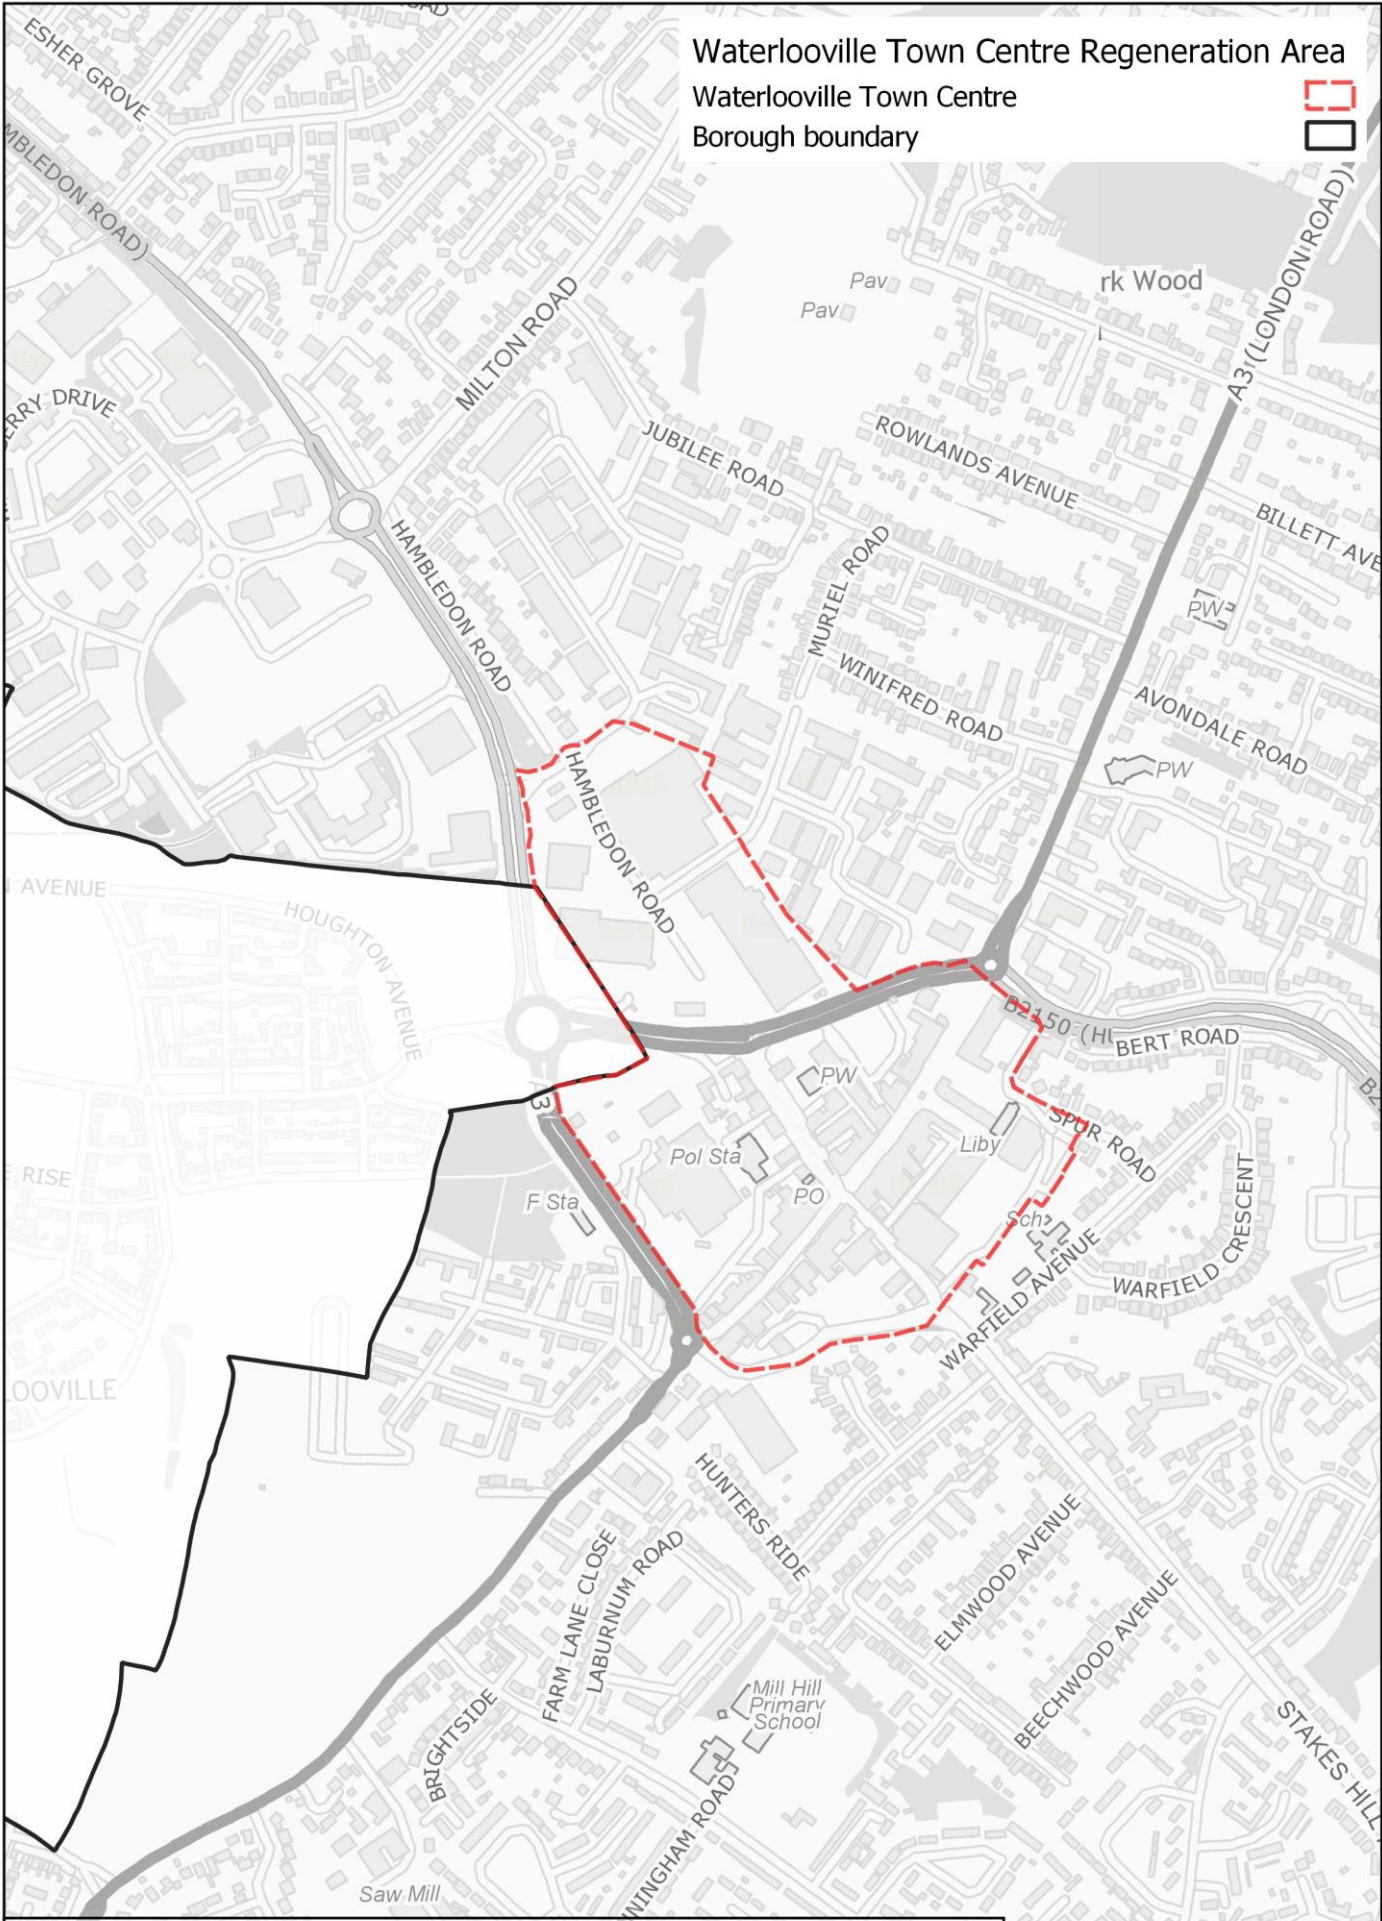 Waterlooville Town Centre Regeneration Area
Waterlooville Town Centre
Borough boundary
ESHER GROVE
MBLEDON ROAD)
A3 (LONDON ROAD)
rk Wood
Pav
Pav
MILTON ROAD
ERRY DRIVE
JUBILEE ROAD
ROWLANDS AVENUE
BILLETT AVE
HAMBLEDON ROAD
MURIEL ROAD
PW
WINIFRED ROAD
AVONDALE ROAD
PW
HAMBLEDON ROAD
AVENUE
HOUGHTON AVENUE
B2150 (HU
BERT ROAD
B2
PW
3
SPUR ROAD
Liby
Pol Sta
PO
E RISE
F Sta
Sch
WARFIELD CRESCENT
WARFIELD AVENUE
LOOVILLE
HUNTERS RIDE
ELMWOOD AVENUE
FARM LANE CLOSE
LABURNUM ROAD
BEECHWOOD AVENUE
BRIGHTSIDE
Mill Hill
Primary
School
STAKES HILL
NINGHAM ROAD
Saw Mill